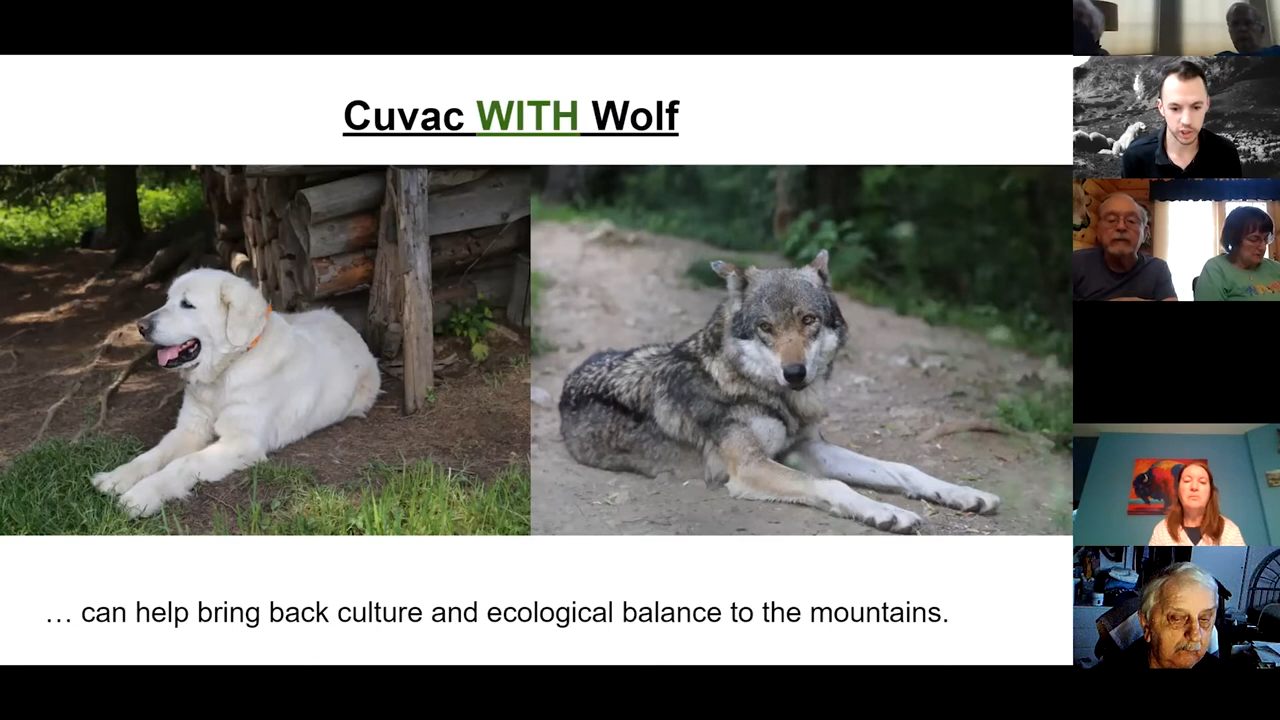 Cuvac WITH Wolf
… can help bring back culture and ecological balance to the mountains.